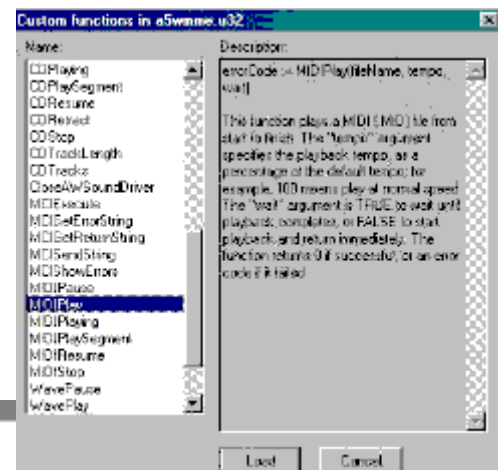 Custom functions in a5wmme.u32
Name:
CDPlaying
CDPlaySegment
CDResume
CDRetract
CDStop
CDTrackLength
CDTracks
CloseAWSoundDriver
MCIExecute
MCIGetErrorString
MCIGetReturnString
MCISendString
MCIShowErrors
MIDIPause
MIDIPlay
MIDIPlaying
MIDIPlaySegment
MIDIResume
MIDIStop
WavePause
WavePlay
Description:
errorCode := MIDIPlay(fileName, tempo,
wait)
This function plays a MIDI (.MID) file from
start to finish. The "tempo" argument
specifies the playback tempo, as a
percentage of the default tempo; for
example, 100 means play at normal speed.
The "wait" argument is TRUE to wait until
playback completes, or FALSE to start
playback and return immediately. The
function returns 0 if successful, or an error
code if it failed.
Load
Cancel